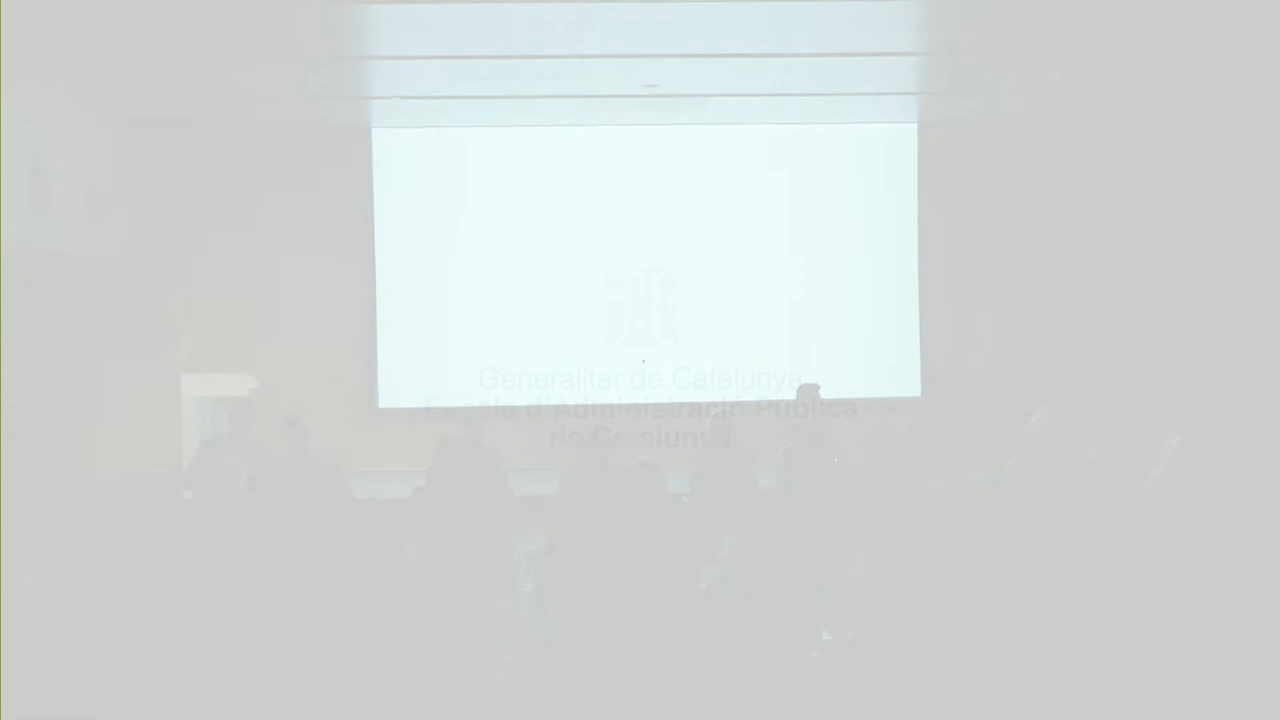 Generalitat de Catalunya
Escola d'Administració Pública
de Catalunya